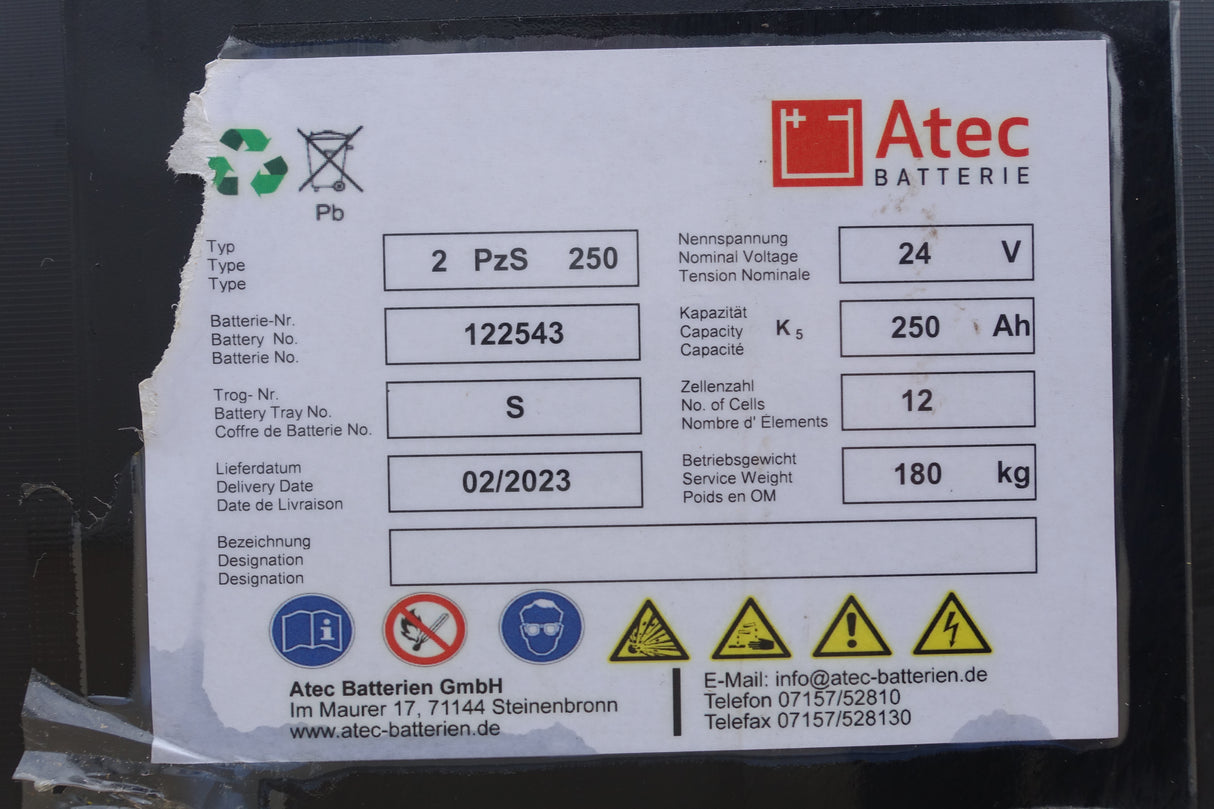 Atec
BATTERIE
Pb
Typ
Type
Type
2 PzS 250
Nennspannung
Nominal Voltage
Tension Nominale
24 V
Batterie-Nr.
Battery No.
Batterie No.
122543
Kapazität
Capacity K5
Capacité
250 Ah
Trog- Nr.
Battery Tray No.
Coffre de Batterie No.
S
Zellenzahl
No. of Cells
Nombre d' Elements
12
Lieferdatum
Delivery Date
Date de Livraison
02/2023
Betriebsgewicht
Service Weight
Poids en OM
180 kg
Bezeichnung
Designation
Designation
Atec Batterien GmbH
Im Maurer 17, 71144 Steinenbronn
www.atec-batterien.de
E-Mail: info@atec-batterien.de
Telefon 07157/52810
Telefax 07157/528130